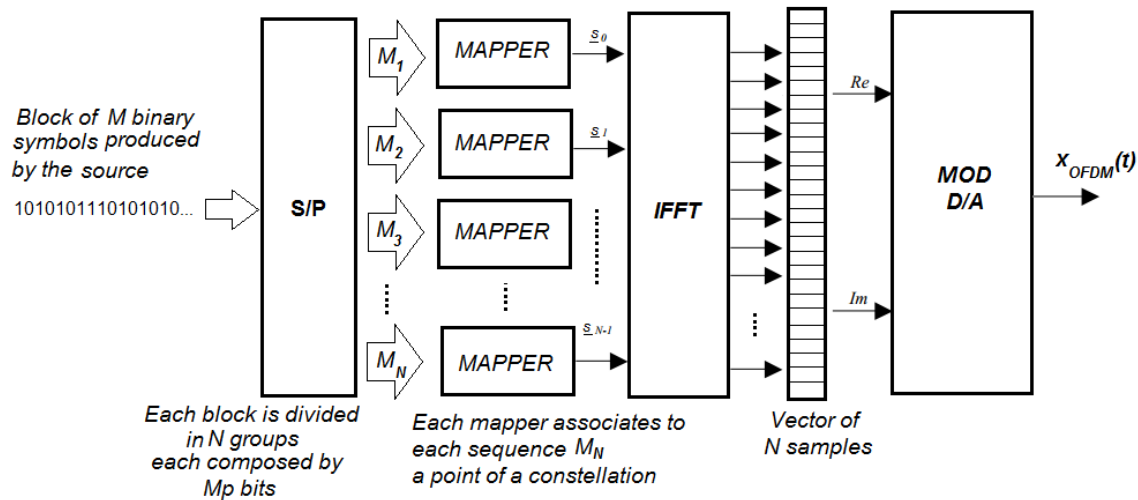 Block of M binary
symbols produced
by the source
1010101110101010...
S/P
M1
M2
M3
MN
MAPPER
MAPPER
MAPPER
MAPPER
s0
s1
sN-1
IFFT
Re
Im
MOD
D/A
xOFDM(t)
Each block is divided
in N groups
each composed by
Mp bits
Each mapper associates to
each sequence MN
a point of a constellation
Vector of
N samples